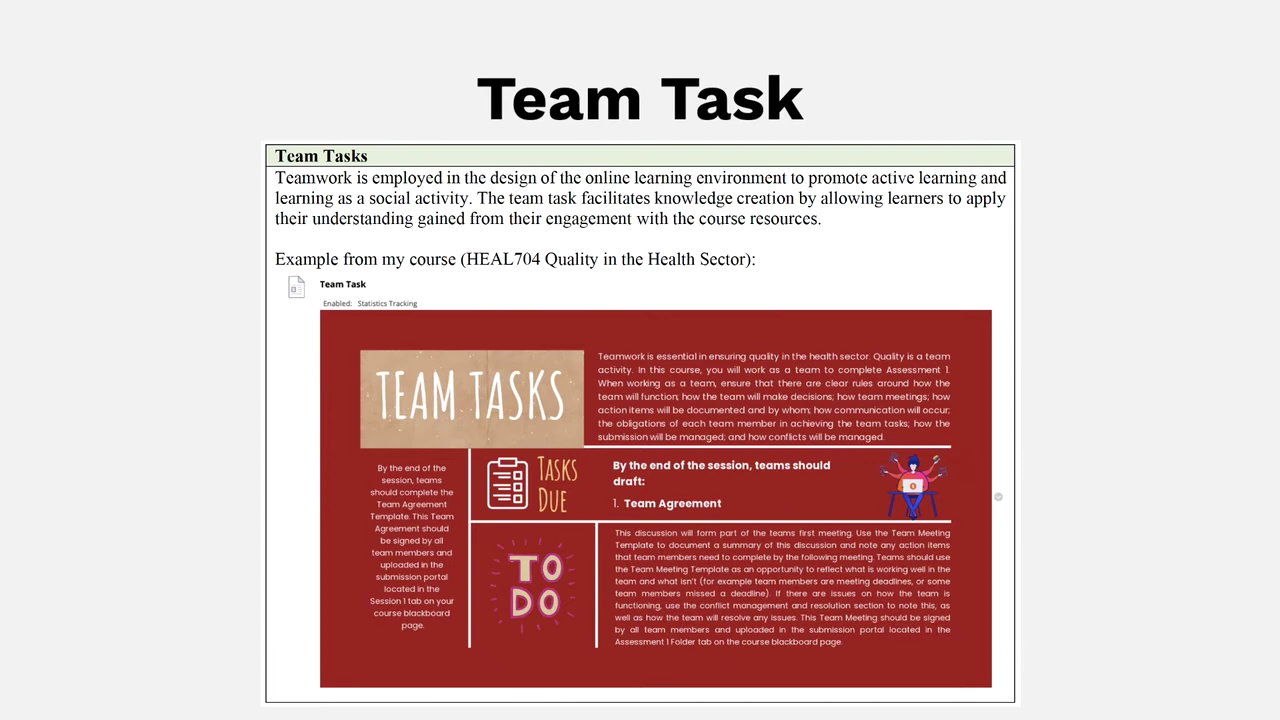 Team Task
Team Tasks
Teamwork is employed in the design of the online learning environment to promote active learning and
learning as a social activity. The team task facilitates knowledge creation by allowing learners to apply
their understanding gained from their engagement with the course resources.
Example from my course (HEAL704 Quality in the Health Sector):
Team Task
Enabled: Statistics Tracking
TEAM TASKS
Teamwork is essential in ensuring quality in the health sector. Quality is a team
activity. In this course, you will work as a team to complete Assessment 1.
When working as a team, ensure that there are clear rules around how the
team will function; how the team will make decisions; how team meetings; how
action items will be documented and by whom; how communication will occur;
the obligations of each team member in achieving the team tasks; how the
submission will be managed; and how conflicts will be managed.
By the end of the
session, teams
should complete the
Team Agreement
Template. This Team
Agreement should
be signed by all
team members and
uploaded in the
submission portal
located in the
Session 1 tab on your
course blackboard
page.
TASKS
DUE
By the end of the session, teams should
draft:
1. Team Agreement
TO
DO
This discussion will form part of the teams first meeting. Use the Team Meeting
Template to document a summary of this discussion and note any action items
that team members need to complete by the following meeting. Teams should use
the Team Meeting Template as an opportunity to reflect what is working well in the
team and what isn't (for example team members are meeting deadlines, or some
team members missed a deadline). If there are issues on how the team is
functioning, use the conflict management and resolution section to note this, as
well as how the team will resolve any issues. This Team Meeting should be signed
by all team members and uploaded in the submission portal located in the
Assessment 1 Folder tab on the course blackboard page.